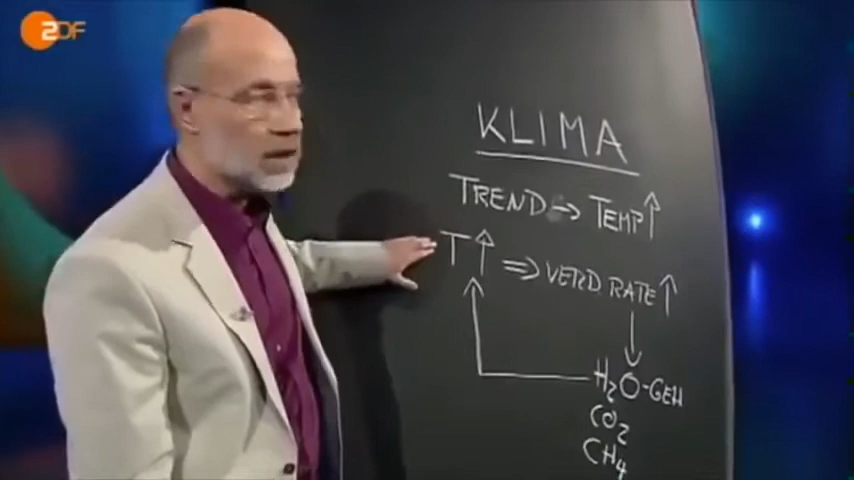 ZDF
KLIMA
TREND → TEMP ↑
T ↑ ⇒ VERD. RATE ↑
H₂O-GEH
CO₂
CH₄